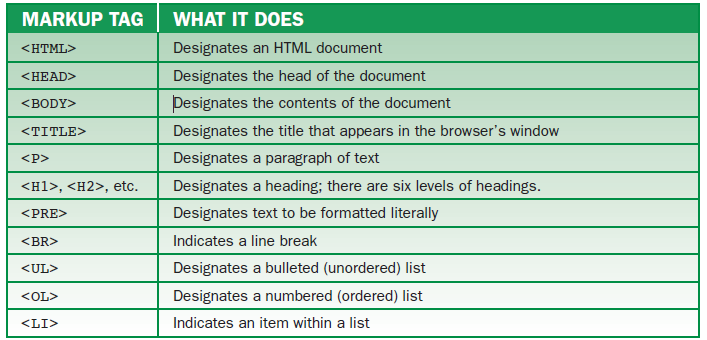 MARKUP TAG WHAT IT DOES
<HTML> Designates an HTML document
<HEAD> Designates the head of the document
<BODY> Designates the contents of the document
<TITLE> Designates the title that appears in the browser's window
<P> Designates a paragraph of text
<H1>, <H2>, etc. Designates a heading; there are six levels of headings.
<PRE> Designates text to be formatted literally
<BR> Indicates a line break
<UL> Designates a bulleted (unordered) list
<OL> Designates a numbered (ordered) list
<LI> Indicates an item within a list